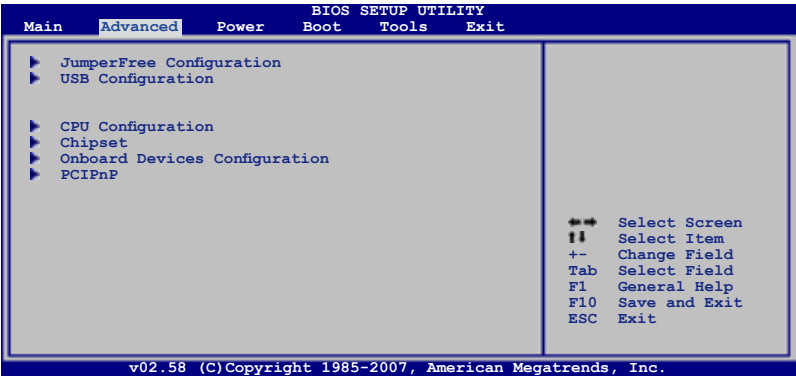 BIOS SETUP UTILITY
Main Advanced Power Boot Tools Exit
JumperFree Configuration
USB Configuration
CPU Configuration
Chipset
Onboard Devices Configuration
PCIPnP
←→ Select Screen
↑↓ Select Item
+- Change Field
Tab Select Field
F1 General Help
F10 Save and Exit
ESC Exit
v02.58 (C)Copyright 1985-2007, American Megatrends, Inc.